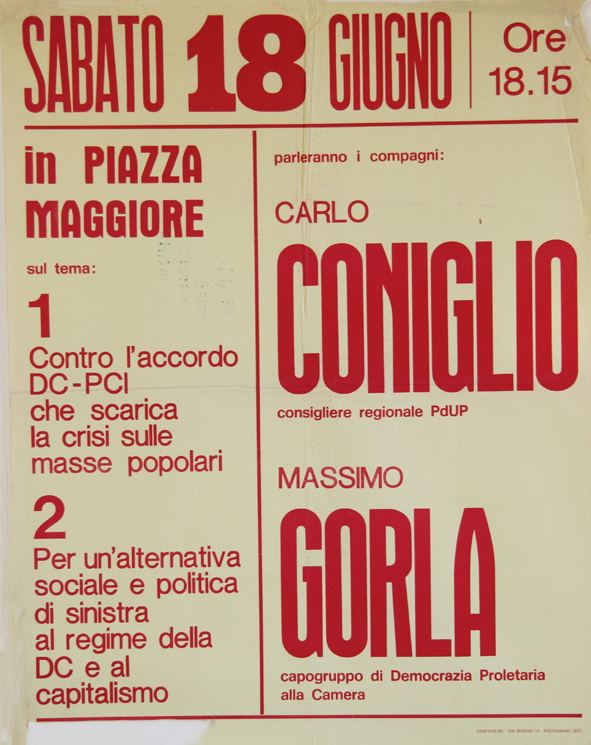 SABATO 18 GIUGNO Ore 18.15
in PIAZZA
MAGGIORE
sul tema:
1
Contro l'accordo
DC-PCI
che scarica
la crisi sulle
masse popolari
2
Per un'alternativa
sociale e politica
di sinistra
al regime della
DC e al
capitalismo
parleranno i compagni:
CARLO
CONIGLIO
consigliere regionale PdUP
MASSIMO
GORLA
capogruppo di Democrazia Proletaria
alla Camera